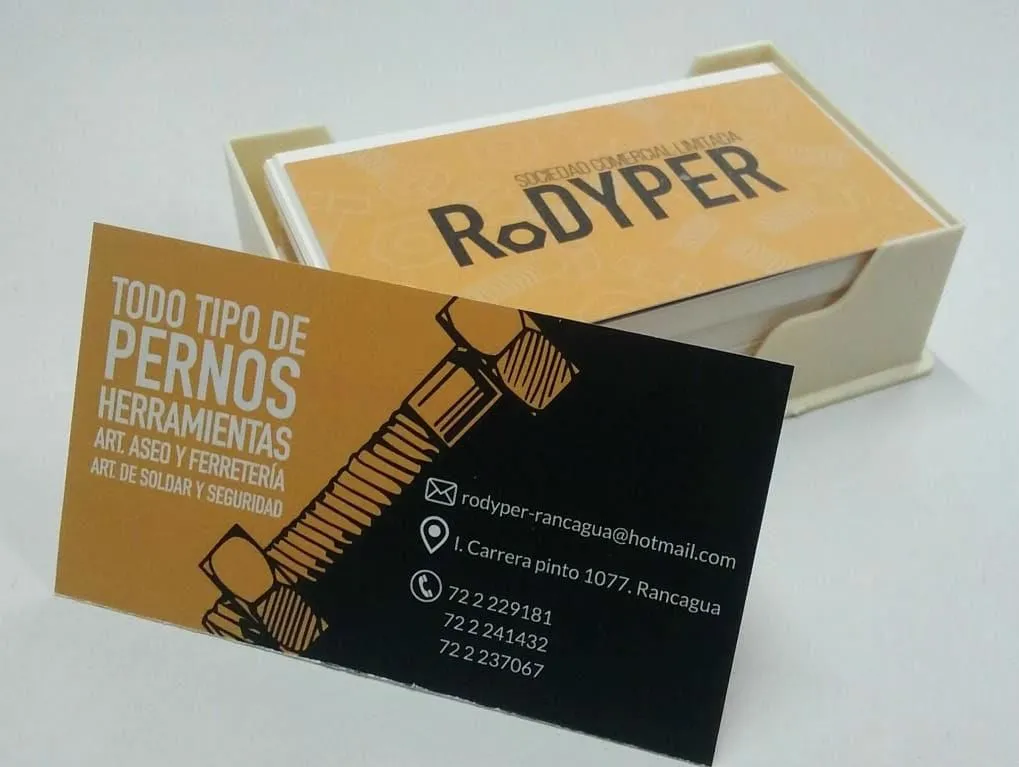 SOCIEDAD COMERCIAL LIMITADA
RoDYPER
TODO TIPO DE
PERNOS
HERRAMIENTAS
ART. ASEO Y FERRETERÍA
ART. DE SOLDAR Y SEGURIDAD
rodyper-rancagua@hotmail.com
I. Carrera pinto 1077. Rancagua
72 2 229181
72 2 241432
72 2 237067